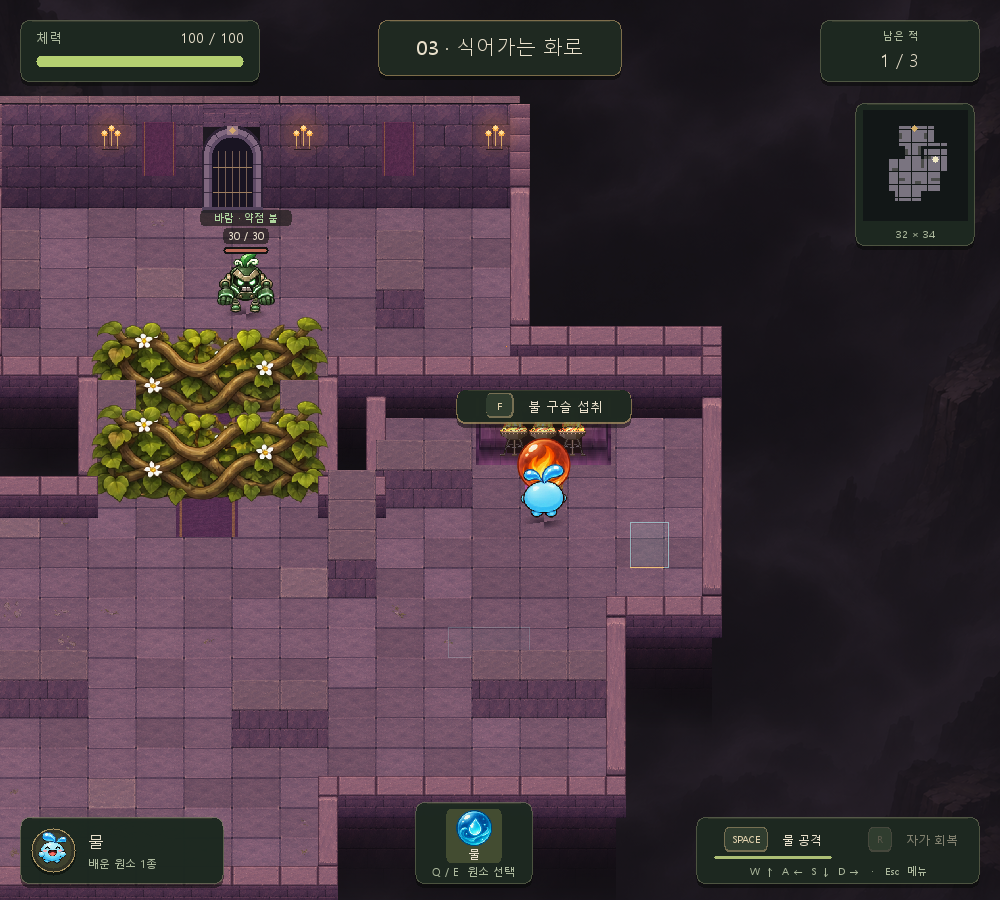 체력 100 / 100
03 · 식어가는 화로
남은 적
1 / 3
32 × 34
바람 · 약점 불
30 / 30
F 불 구슬 섭취
물
배운 원소 1종
물
Q / E 원소 선택
SPACE 물 공격 R 자가 회복
W ↑ A ← S ↓ D → · Esc 메뉴